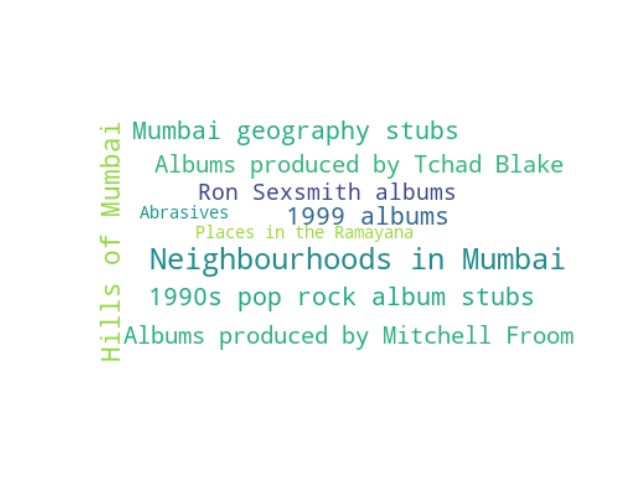 Hills of Mumbai
Mumbai geography stubs
Albums produced by Tchad Blake
Ron Sexsmith albums
Abrasives
1999 albums
Places in the Ramayana
Neighbourhoods in Mumbai
1990s pop rock album stubs
Albums produced by Mitchell Froom